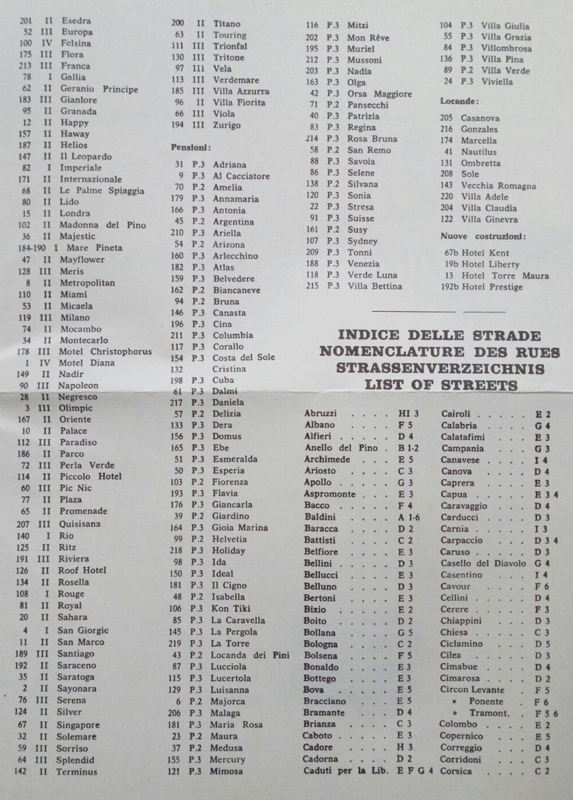 201 II Esedra
52 III Europa
100 IV Felsina
175 III Flora
213 III Franca
78 I Gallia
62 II Geranio Principe
183 III Gianlore
95 II Granada
12 II Happy
157 II Haway
187 II Helios
147 II Il Leopardo
82 I Imperiale
171 II Internazionale
68 II Le Palme Spiaggia
80 II Lido
15 II Londra
102 II Madonna del Pino
36 II Majestic
184-190 I Mare Pineta
47 II Mayflower
128 III Meris
8 II Metropolitan
110 II Miami
53 II Micaela
119 III Milano
74 II Mocambo
34 II Montecarlo
178 III Motel Christophorus
1 IV Motel Diana
149 II Nadir
90 III Napoleon
28 II Negresco
3 III Olimpic
167 II Oriente
10 II Palace
112 III Paradiso
186 II Parco
72 III Perla Verde
114 II Piccolo Hotel
60 III Pic Nic
77 II Plaza
65 II Promenade
207 III Quisisana
140 I Rio
125 II Ritz
191 III Riviera
126 II Roof Hotel
134 II Rosella
108 I Rouge
81 II Royal
20 II Sahara
4 I San Giorgio
11 II San Marco
189 III Santiago
192 II Saraceno
35 II Saratoga
2 II Sayonara
76 III Serena
124 II Silver
67 II Singapore
32 II Solemare
59 III Sorriso
64 III Splendid
142 II Terminus
200 II Titano
63 II Touring
111 III Trionfal
130 III Tritone
97 III Vela
113 III Verdemare
185 III Villa Azzurra
96 II Villa Fiorita
66 III Viola
194 III Zurigo
Pensioni:
31 P.3 Adriana
9 P.3 Al Cacciatore
70 P.2 Amelia
179 P.3 Annamaria
166 P.3 Antonia
45 P.2 Argentina
210 P.3 Ariella
54 P.2 Arizona
160 P.3 Arlecchino
182 P.3 Atlas
159 P.3 Belvedere
162 P.2 Biancaneve
94 P.2 Bruna
146 P.3 Canasta
196 P.3 Cina
211 P.3 Columbia
117 P.3 Corallo
154 P.3 Costa del Sole
132 Cristina
198 P.3 Cuba
61 P.3 Dalmi
217 P.3 Daniela
57 P.2 Delizia
133 P.3 Dera
156 P.3 Domus
165 P.3 Ebe
51 P.3 Esmeralda
50 P.3 Esperia
103 P.2 Fiorenza
193 P.3 Flavia
176 P.3 Giancarla
39 P.2 Giardino
164 P.3 Gioia Marina
99 P.2 Helvetia
218 P.3 Holiday
98 P.3 Ida
150 P.3 Ideal
181 P.3 Il Cigno
48 P.2 Isabella
106 P.3 Kon Tiki
85 P.3 La Caravella
145 P.3 La Pergola
219 P.3 La Torre
43 P.2 Locanda dei Pini
87 P.3 Lucciola
115 P.3 Lucertola
129 P.3 Luisanna
6 P.2 Majorca
206 P.3 Malaga
181 P.3 Maria Rosa
23 P.2 Maura
37 P.2 Medusa
155 P.3 Mercury
121 P.3 Mimosa
116 P.3 Mitzi
202 P.3 Mon Rêve
195 P.3 Muriel
212 P.3 Mussoni
203 P.3 Nadia
163 P.3 Olga
42 P.3 Orsa Maggiore
71 P.2 Pansecchi
40 P.3 Patrizia
83 P.3 Regina
214 P.3 Rosa Bruna
58 P.2 San Remo
88 P.3 Savoia
86 P.3 Selene
138 P.2 Silvana
120 P.3 Sonia
22 P.3 Stresa
91 P.3 Suisse
161 P.2 Susy
107 P.3 Sydney
209 P.3 Tonni
188 P.3 Venezia
118 P.3 Verde Luna
215 P.3 Villa Bettina
104 P.3 Villa Giulia
55 P.3 Villa Grazia
84 P.3 Villombrosa
136 P.3 Villa Pina
89 P.2 Villa Verde
24 P.3 Viviella
Locande:
205 Casanova
216 Gonzales
174 Marcella
41 Nautilus
131 Ombretta
208 Sole
143 Vecchia Romagna
220 Villa Adele
204 Villa Claudia
122 Villa Ginevra
Nuove costruzioni:
67b Hotel Kent
19b Hotel Liberty
13 Hotel Torre Maura
192b Hotel Prestige
INDICE DELLE STRADE
NOMENCLATURE DES RUES
STRASSENVERZEICHNIS
LIST OF STREETS
Abruzzi . . . . HI 3
Albano . . . . F 5
Alfieri . . . . D 4
Anello del Pino . B 1-2
Archimede . . . . E 5
Ariosto . . . . C 3
Apollo . . . . G 3
Aspromonte . . . . E 3
Bacco . . . . F 4
Baldini . . . . A 1-6
Baracca . . . . D 2
Battisti . . . . C 2
Belfiore . . . . E 3
Bellini . . . . D 3
Bellucci . . . . E 3
Belluno . . . . D 3
Bertoni . . . . E 3
Bixio . . . . E 2
Boito . . . . D 2
Bollana . . . . G 5
Bologna . . . . C 2
Bolsena . . . . F 5
Bonaldo . . . . E 3
Bottego . . . . E 3
Bova . . . . E 5
Bracciano . . . . E 5
Bramante . . . . D 4
Brianza . . . . C 3
Caboto . . . . E 3
Cadore . . . . H 3
Cadorna . . . . D 2
Caduti per la Lib. E F G 4
Cairoli . . . . . E 2
Calabria . . . . G 4
Calatafimi . . . . E 3
Campania . . . . G 3
Canavese . . . . I 4
Canova . . . . D 4
Caprera . . . . E 3
Capua . . . . . E 3 4
Caravaggio . . . . D 4
Carducci . . . . D 3
Carnia . . . . . I 3
Carpaccio . . . . D 3 4
Caruso . . . . . D 3
Casello del Diavolo G 4
Casentino . . . . I 4
Cavour . . . . . F 6
Cellini . . . . . D 4
Cerere . . . . . F 3
Chiappini . . . . D 3
Chiesa . . . . . C 3
Ciclamino . . . . D 5
Cilea . . . . . D 3
Cimabue . . . . D 4
Cimarosa . . . . D 2
Circon Levante . F 5
» Ponente F 6
» Tramont. . F 5 6
Colombo . . . . E 2
Copernico . . . . E 5
Correggio . . . . D 4
Corridoni . . . . C 3
Corsica . . . . C 2